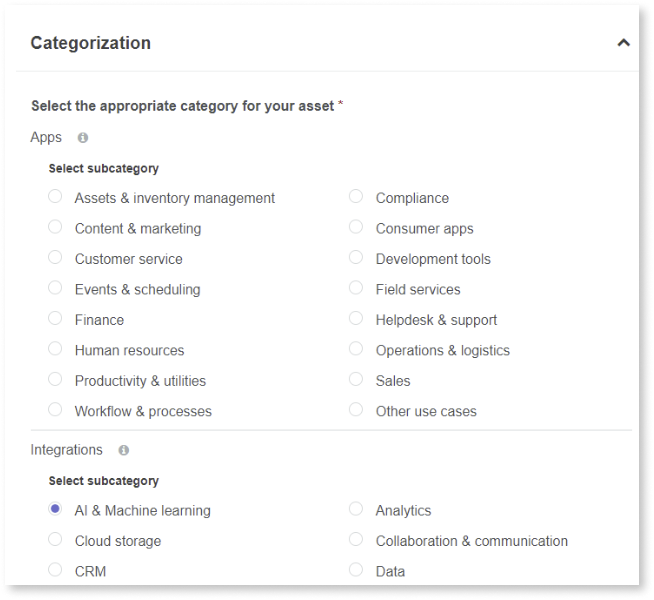 Categorization
Select the appropriate category for your asset *
Apps
Select subcategory
Assets & inventory management
Compliance
Content & marketing
Consumer apps
Customer service
Development tools
Events & scheduling
Field services
Finance
Helpdesk & support
Human resources
Operations & logistics
Productivity & utilities
Sales
Workflow & processes
Other use cases
Integrations
Select subcategory
AI & Machine learning
Analytics
Cloud storage
Collaboration & communication
CRM
Data